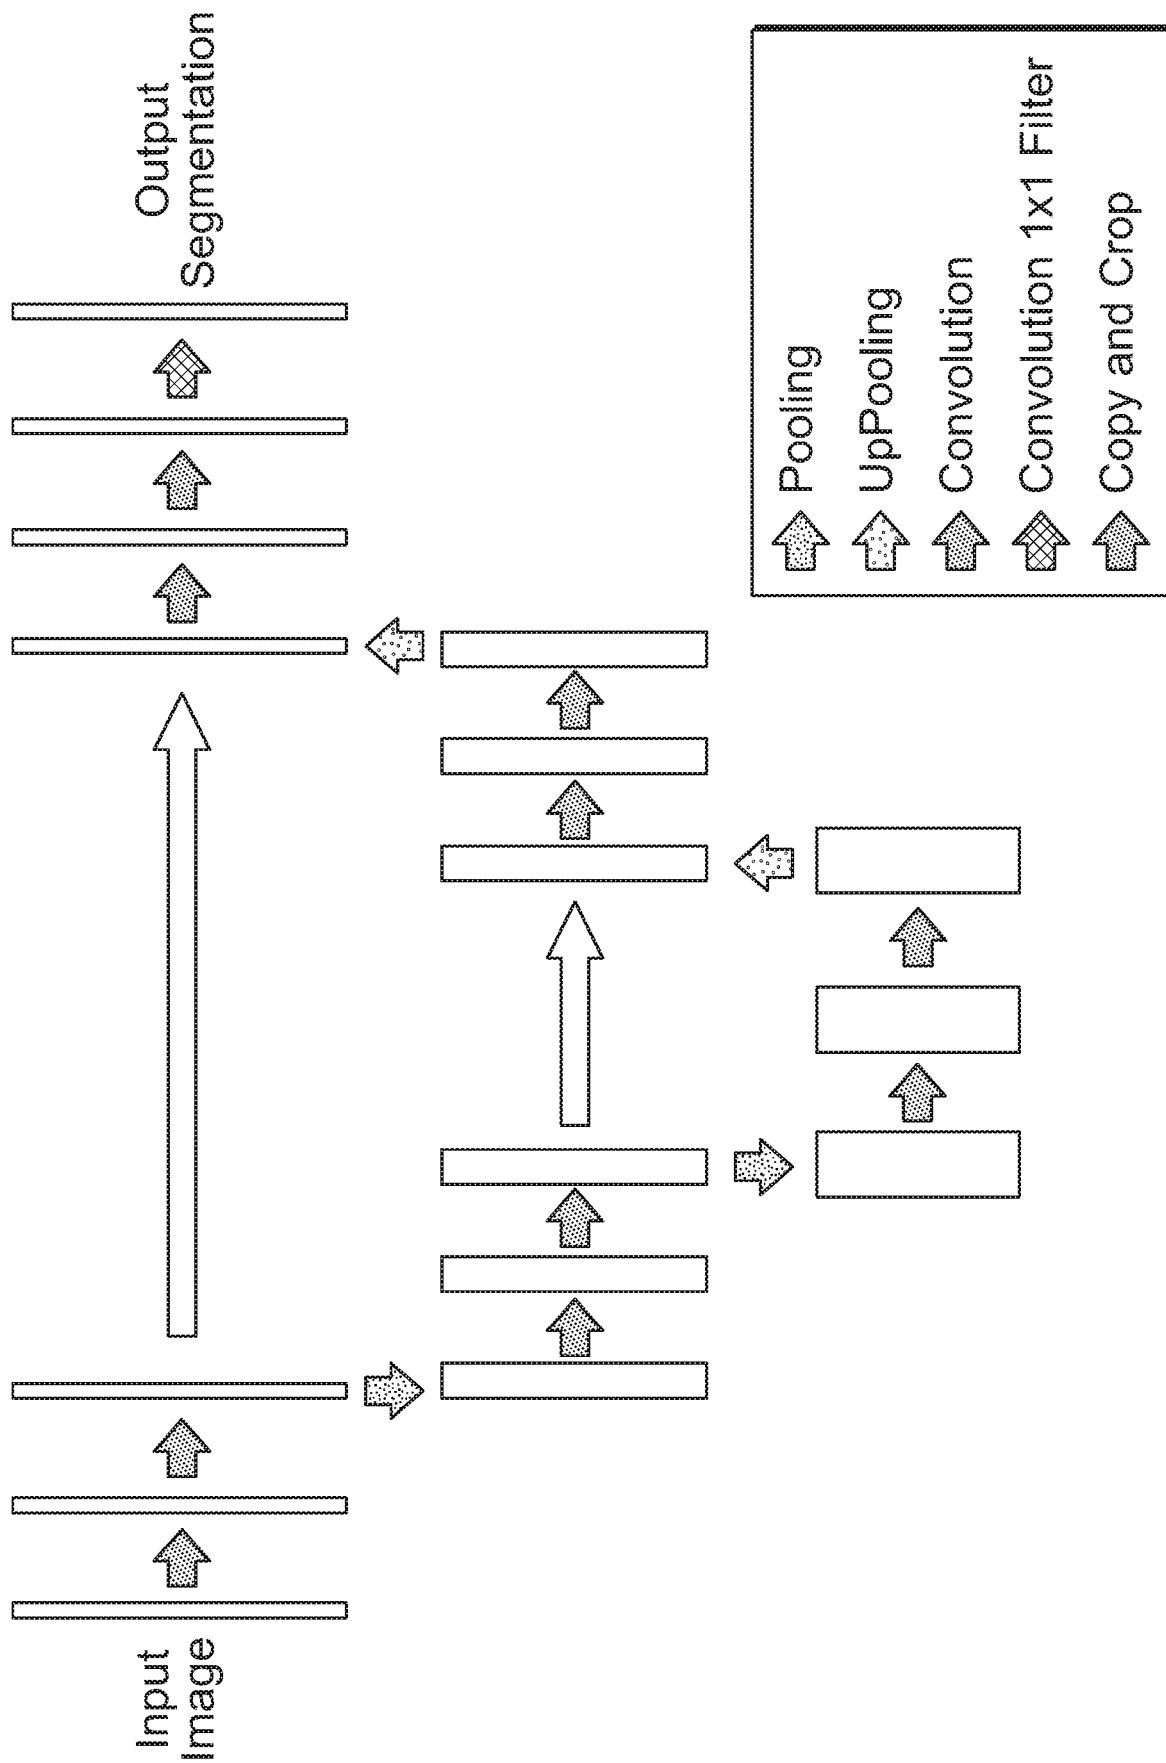 Input
Image
Output
Segmentation
Pooling
UpPooling
Convolution
Convolution 1x1 Filter
Copy and Crop